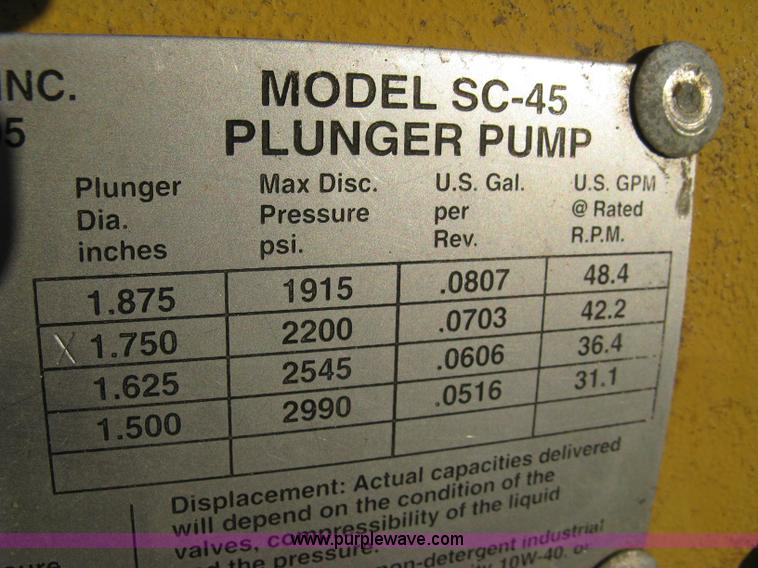 INC.
5
MODEL SC-45
PLUNGER PUMP
Plunger Dia. inches
Max Disc. Pressure psi.
U.S. Gal. per Rev.
U.S. GPM @ Rated R.P.M.
1.875 1915 .0807 48.4
X 1.750 2200 .0703 42.2
1.625 2545 .0606 36.4
1.500 2990 .0516 31.1
Displacement: Actual capacities delivered
will depend on the condition of the
valves, compressibility of the liquid
and the pressure.
non-detergent industrial
10W-40. or
www.purplewave.com